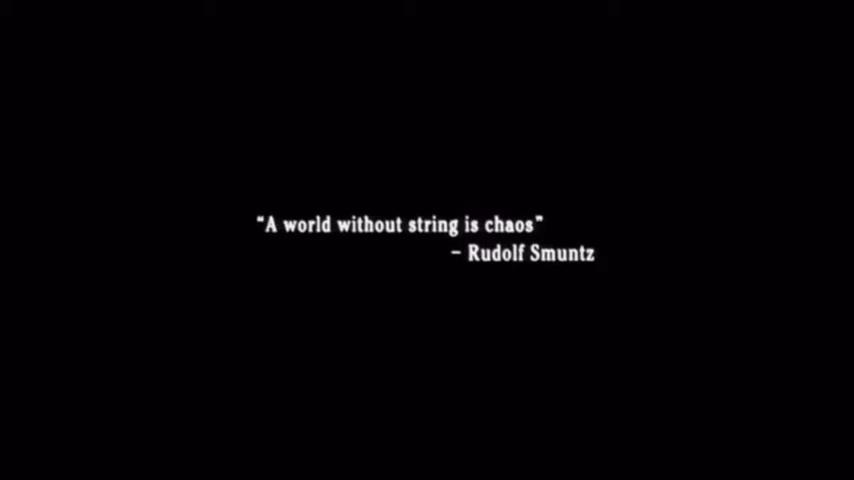 “A world without string is chaos”
– Rudolf Smuntz